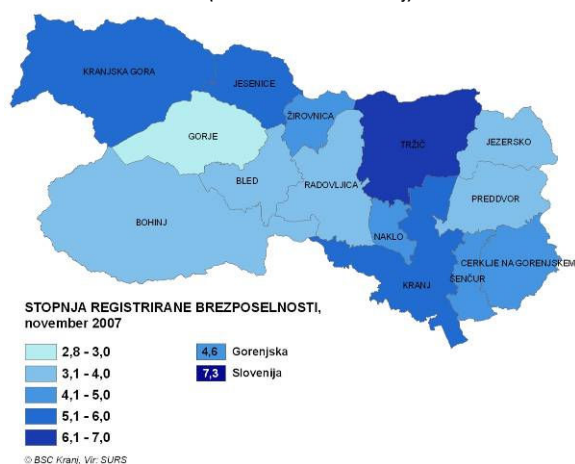 KRANJSKA GORA
JESENICE
ŽIROVNICA
GORJE
TRŽIČ
JEZERSKO
BLED
RADOVLJICA
PREDDVOR
BOHINJ
NAKLO
CERKLJE NA GORENJSKEM
ŠENČUR
KRANJ
STOPNJA REGISTRIRANE BREZPOSELNOSTI,
november 2007
2,8 - 3,0
3,1 - 4,0
4,1 - 5,0
5,1 - 6,0
6,1 - 7,0
4,6 Gorenjska
7,3 Slovenija
© BSC Kranj, Vir: SURS